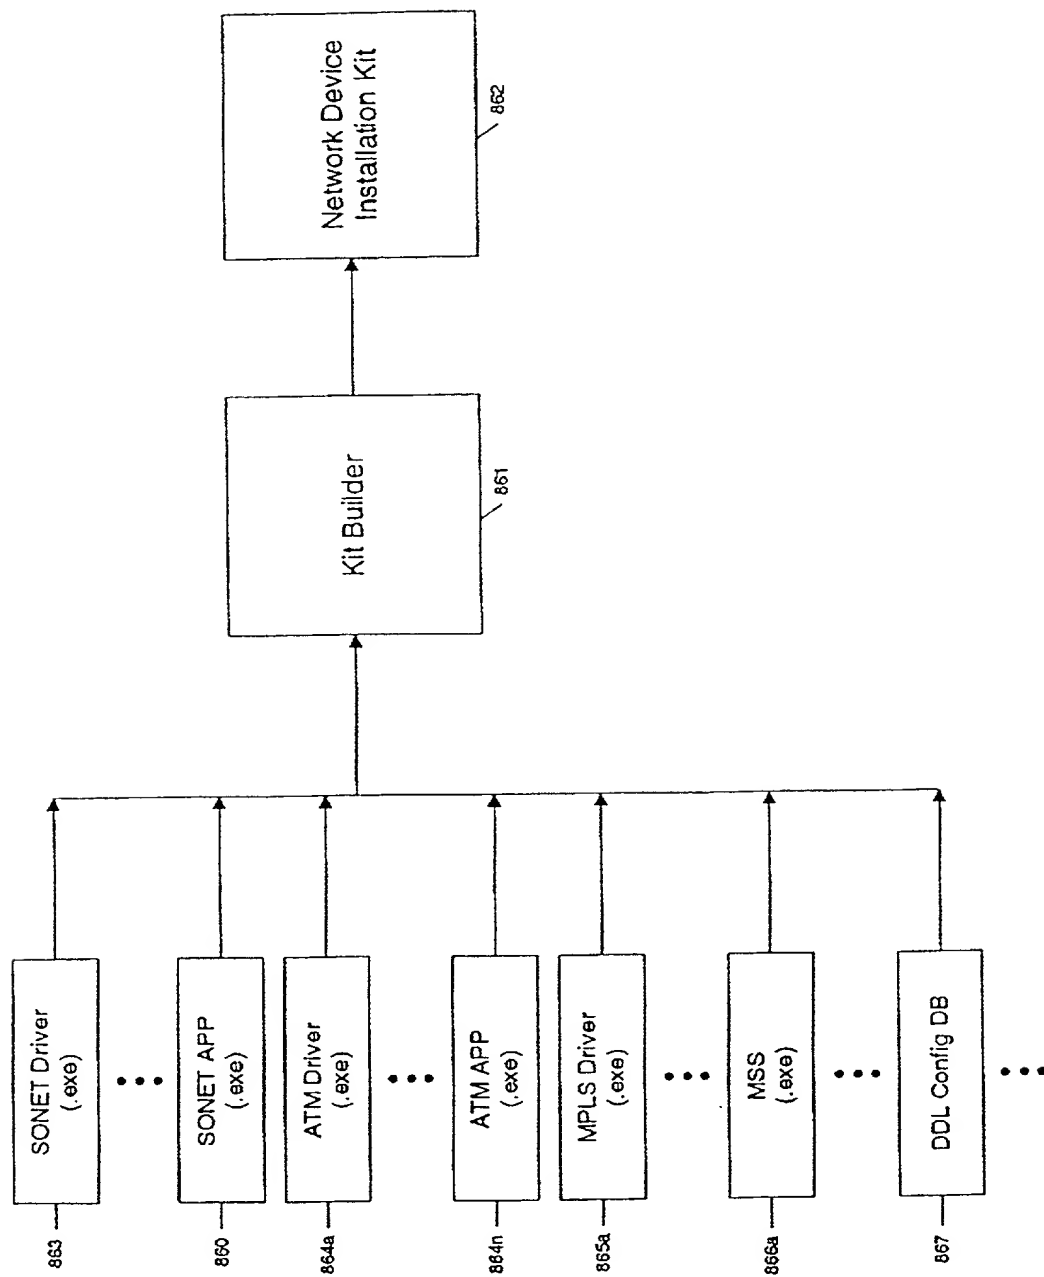 863
SONET Driver
(.exe)
860
SONET APP
(.exe)
864a
ATM Driver
(.exe)
864n
ATM APP
(.exe)
865a
MPLS Driver
(.exe)
866a
MSS
(.exe)
867
DDL Config DB
Kit Builder
861
Network Device
Installation Kit
862